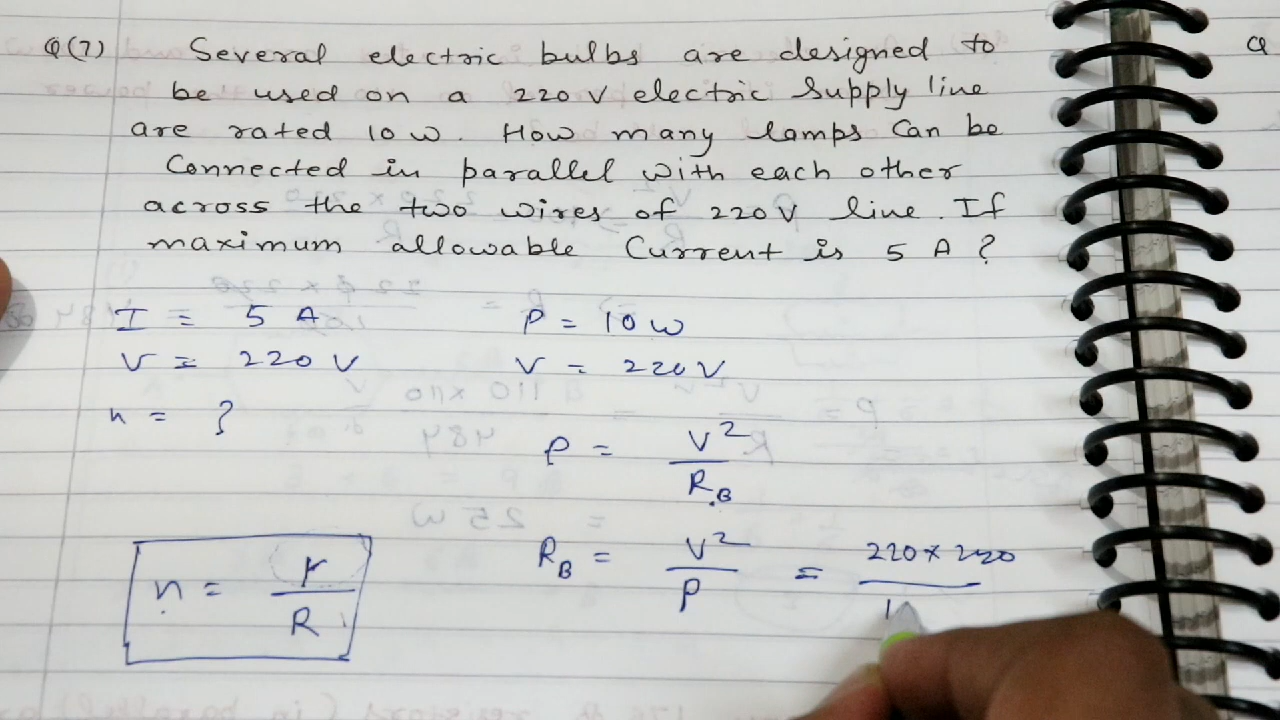 Q(7) Several electric bulbs are designed to
be used on a 220 V electric supply line
are rated 10 w. How many lamps can be
Connected in parallel with each other
across the two wires of 220 V line. If
maximum allowable Current is 5 A ?
I = 5 A P = 10 w
V = 220 V V = 220 V
n = ?
P = V²/R_B
R_B = V²/P = 220 × 220 / 1
n = r/R
Q